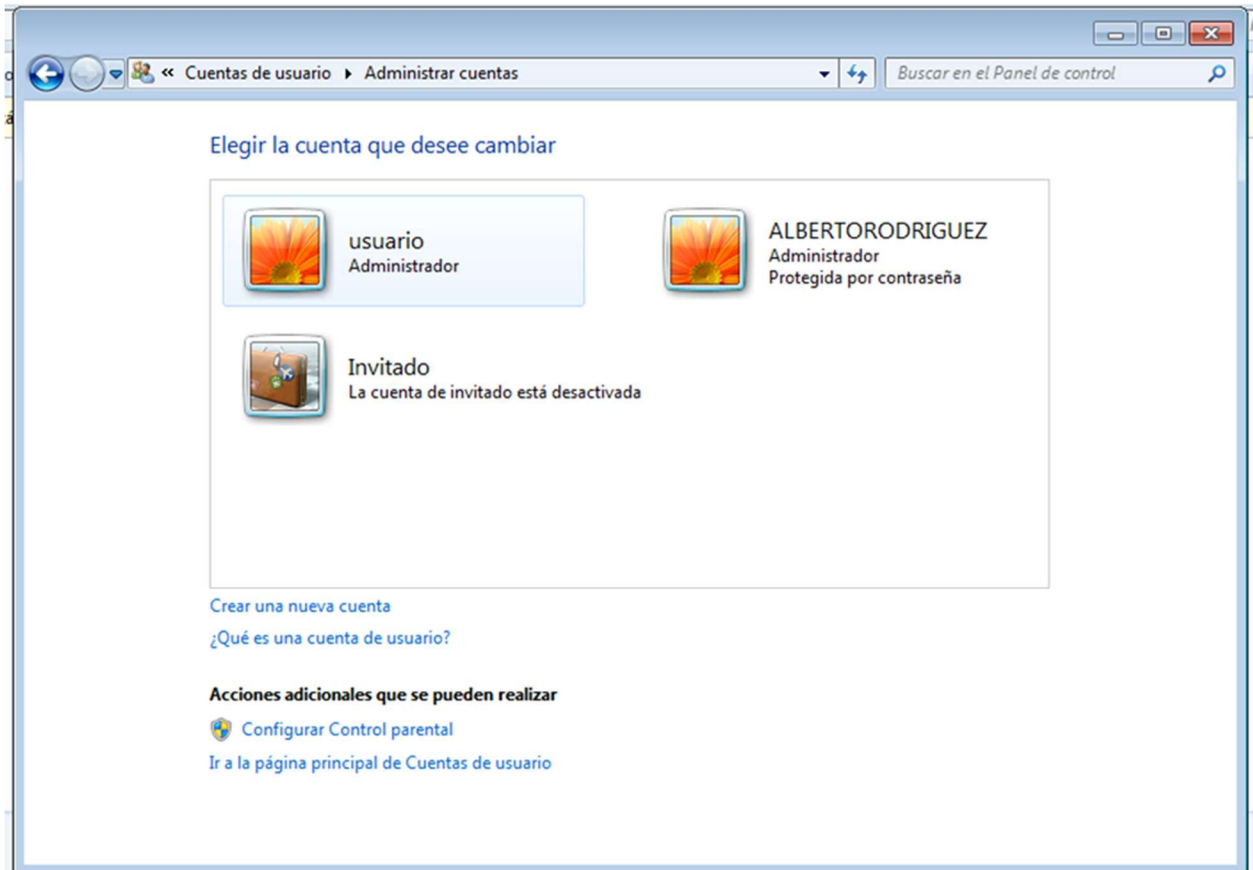 « Cuentas de usuario ▸ Administrar cuentas
Buscar en el Panel de control
Elegir la cuenta que desee cambiar
usuario
Administrador
ALBERTORODRIGUEZ
Administrador
Protegida por contraseña
Invitado
La cuenta de invitado está desactivada
Crear una nueva cuenta
¿Qué es una cuenta de usuario?
Acciones adicionales que se pueden realizar
Configurar Control parental
Ir a la página principal de Cuentas de usuario